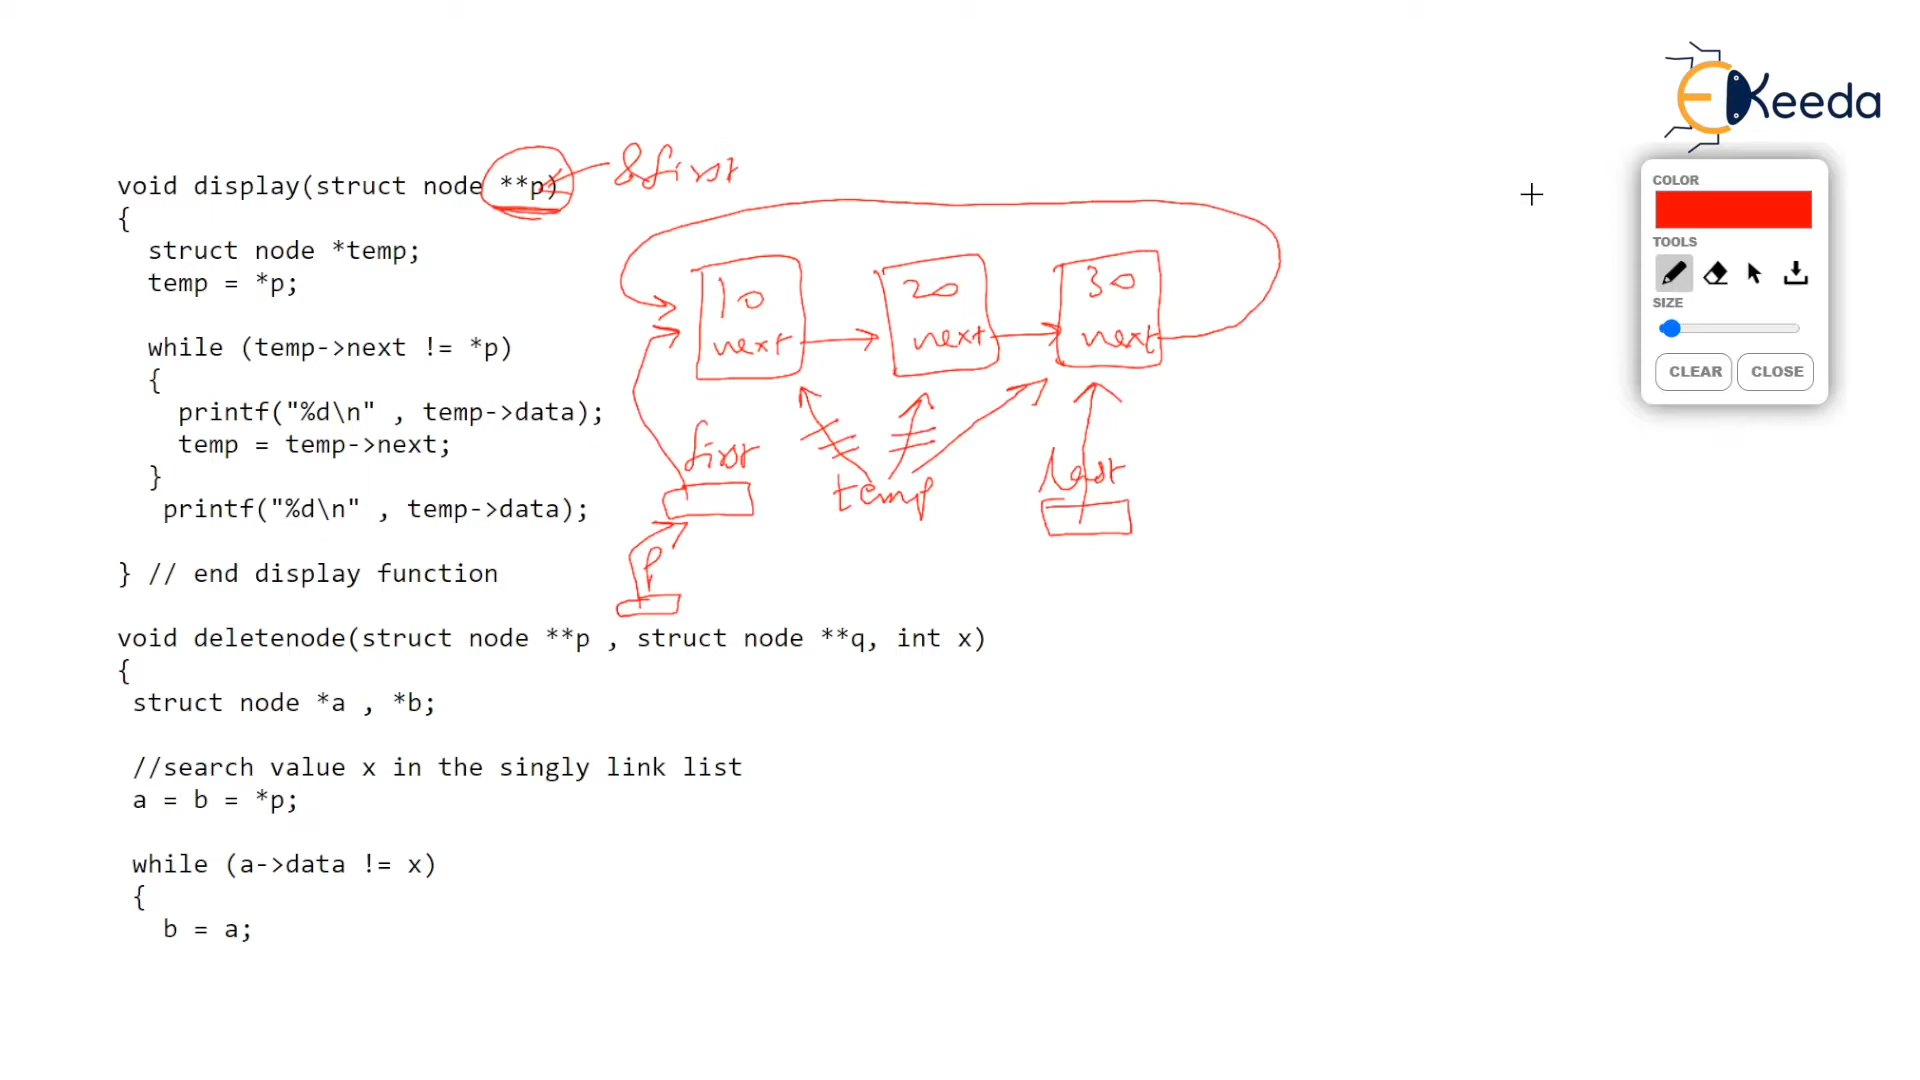 EKeeda
COLOR
TOOLS
SIZE
CLEAR CLOSE
void display(struct node **p) &first
{
struct node *temp;
temp = *p;
while (temp->next != *p)
{
printf("%d\n" , temp->data);
temp = temp->next;
}
printf("%d\n" , temp->data);
} // end display function
10 20 30
next next next
first temp last
p
void deletenode(struct node **p , struct node **q, int x)
{
struct node *a , *b;
//search value x in the singly link list
a = b = *p;
while (a->data != x)
{
b = a;